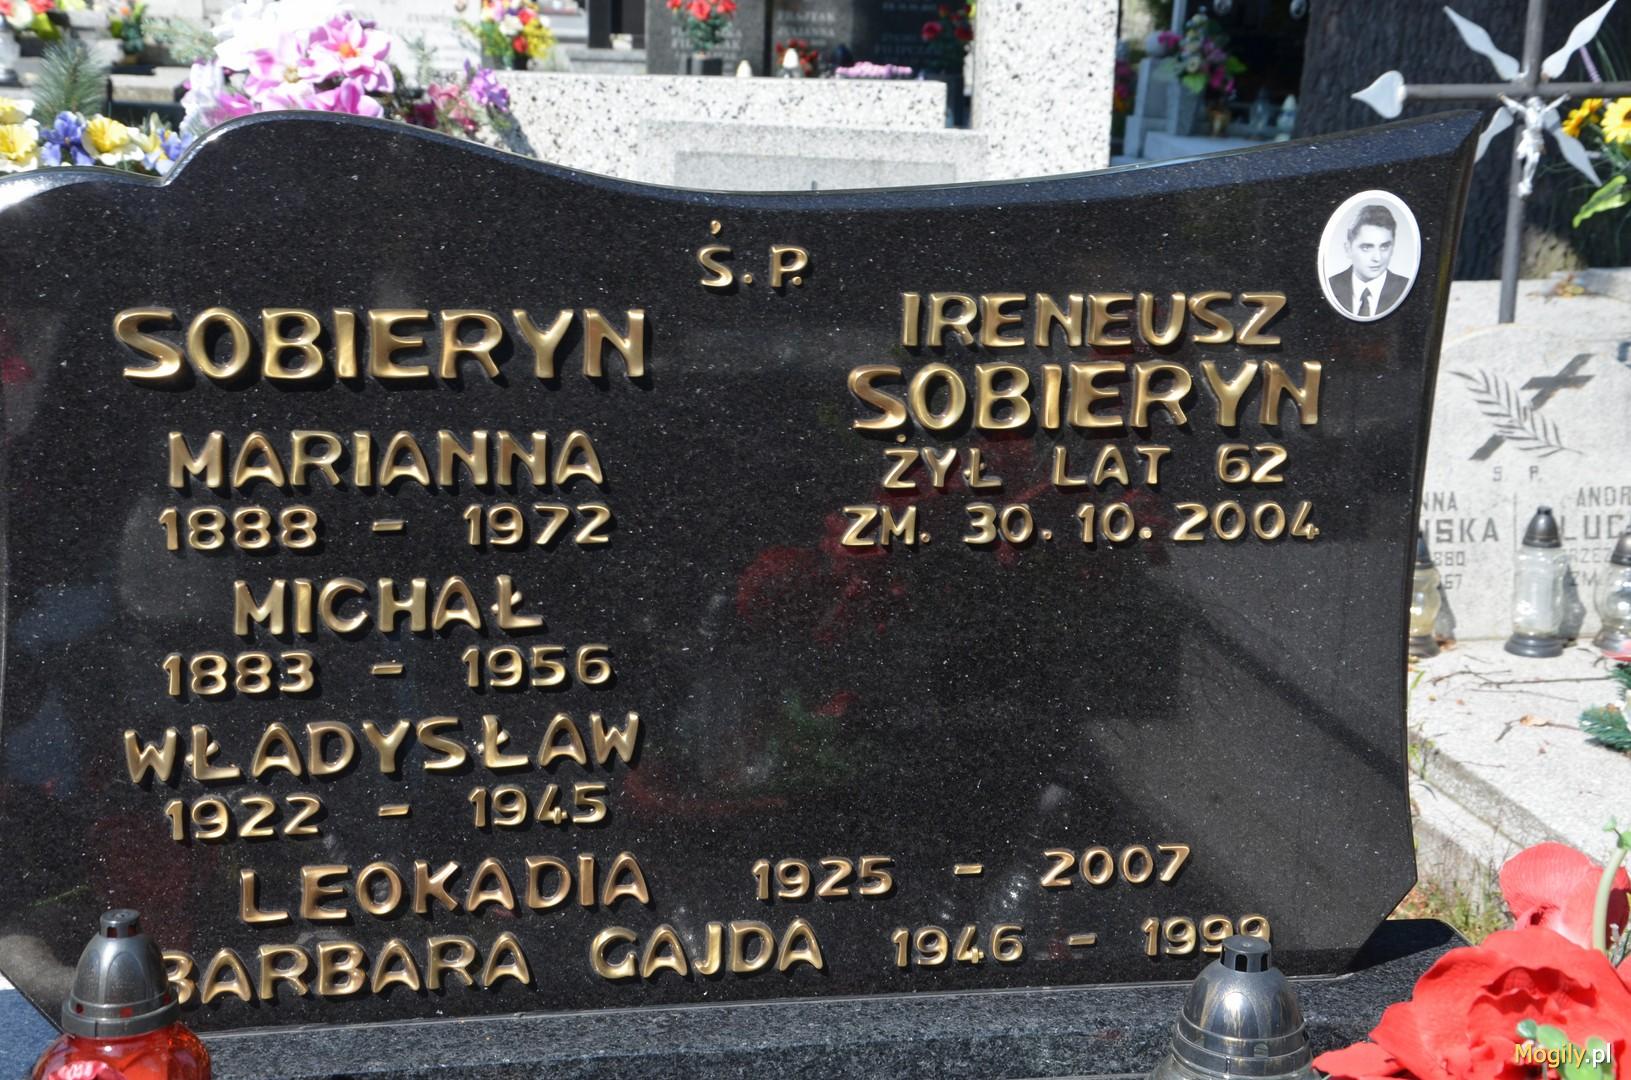 Ś. P.
SOBIERYN
MARIANNA
1888 - 1972
MICHAŁ
1883 - 1956
WŁADYSŁAW
1922 - 1945
IRENEUSZ
SOBIERYN
ŻYŁ LAT 62
ZM. 30. 10. 2004
LEOKADIA 1925 - 2007
BARBARA GAJDA 1946 - 1999
Ś P.
Mogily.pl